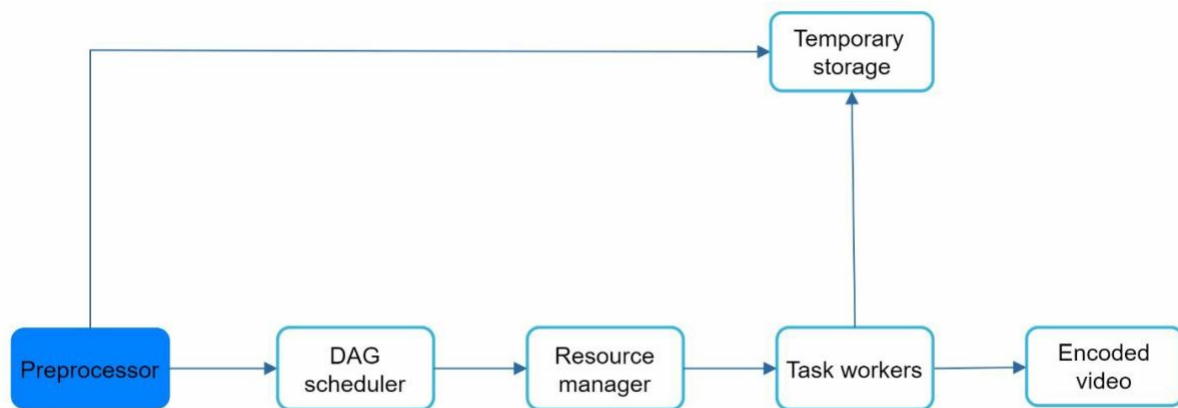 Temporary
storage
Preprocessor
DAG
scheduler
Resource
manager
Task workers
Encoded
video